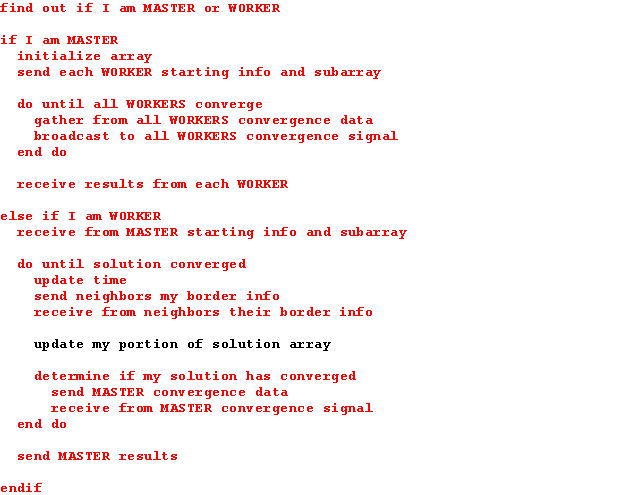 find out if I am MASTER or WORKER
if I am MASTER
initialize array
send each WORKER starting info and subarray
do until all WORKERS converge
gather from all WORKERS convergence data
broadcast to all WORKERS convergence signal
end do
receive results from each WORKER
else if I am WORKER
receive from MASTER starting info and subarray
do until solution converged
update time
send neighbors my border info
receive from neighbors their border info
update my portion of solution array
determine if my solution has converged
send MASTER convergence data
receive from MASTER convergence signal
end do
send MASTER results
endif